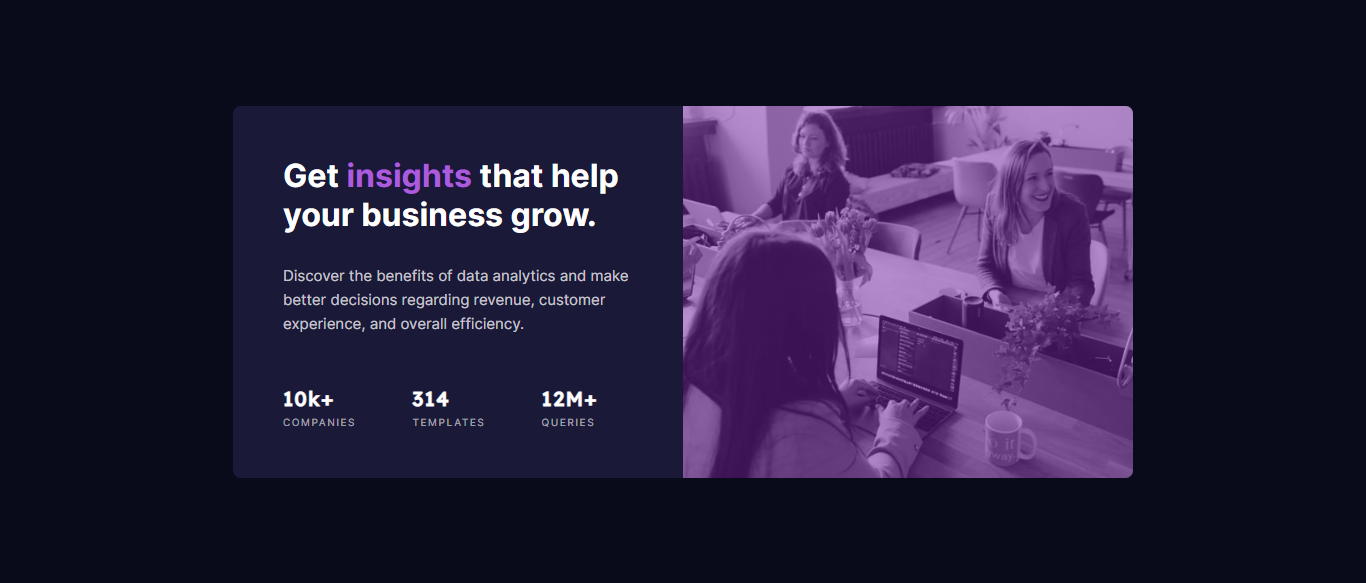 Get insights that help
your business grow.
Discover the benefits of data analytics and make
better decisions regarding revenue, customer
experience, and overall efficiency.
10k+ 314 12M+
COMPANIES TEMPLATES QUERIES